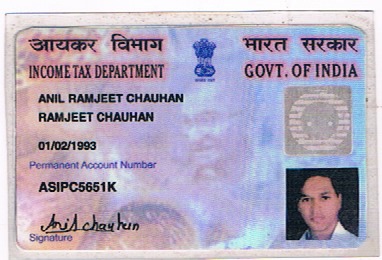 आयकर विभाग
भारत सरकार
INCOME TAX DEPARTMENT
GOVT. OF INDIA
ANIL RAMJEET CHAUHAN
RAMJEET CHAUHAN
01/02/1993
Permanent Account Number
ASIPC5651K
Anil chauhan
Signature